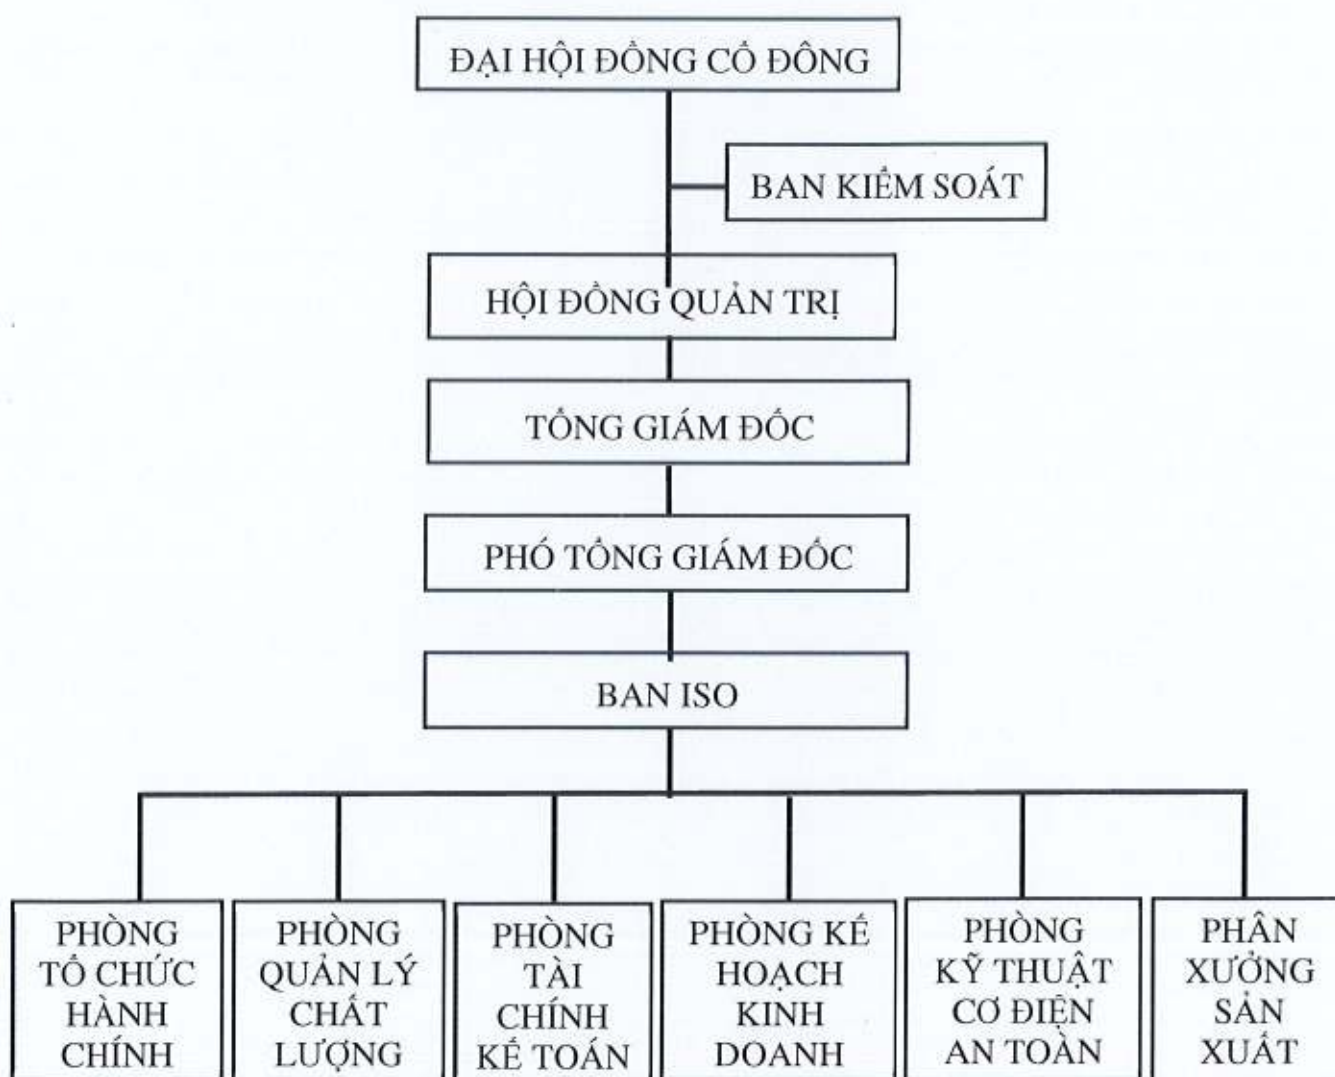 ĐẠI HỘI ĐỒNG CỔ ĐÔNG
BAN KIỂM SOÁT
HỘI ĐỒNG QUẢN TRỊ
TỔNG GIÁM ĐỐC
PHÓ TỔNG GIÁM ĐỐC
BAN ISO
PHÒNG
TỔ CHỨC
HÀNH
CHÍNH
PHÒNG
QUẢN LÝ
CHẤT
LƯỢNG
PHÒNG
TÀI
CHÍNH
KẾ TOÁN
PHÒNG KẾ
HOẠCH
KINH
DOANH
PHÒNG
KỸ THUẬT
CƠ ĐIỆN
AN TOÀN
PHÂN
XƯỞNG
SẢN
XUẤT